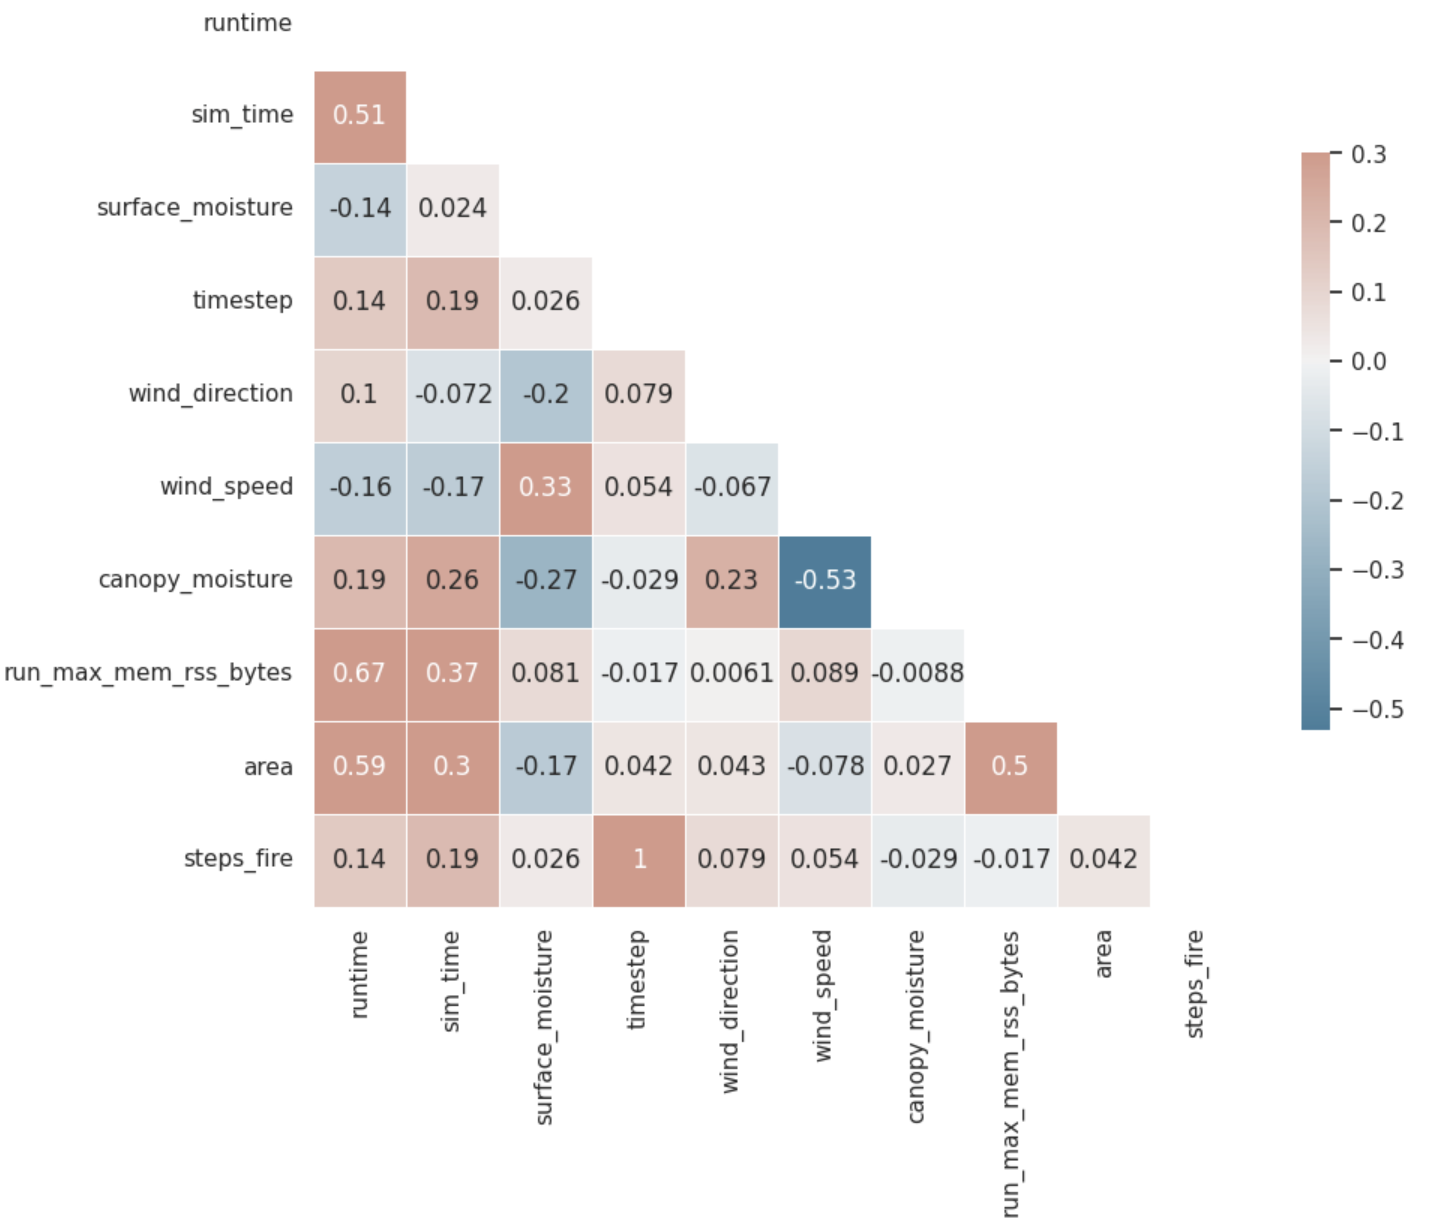 runtime
sim_time 0.51
surface_moisture -0.14 0.024
timestep 0.14 0.19 0.026
wind_direction 0.1 -0.072 -0.2 0.079
wind_speed -0.16 -0.17 0.33 0.054 -0.067
canopy_moisture 0.19 0.26 -0.27 -0.029 0.23 -0.53
run_max_mem_rss_bytes 0.67 0.37 0.081 -0.017 0.0061 0.089 -0.0088
area 0.59 0.3 -0.17 0.042 0.043 -0.078 0.027 0.5
steps_fire 0.14 0.19 0.026 1 0.079 0.054 -0.029 -0.017 0.042
runtime
sim_time
surface_moisture
timestep
wind_direction
wind_speed
canopy_moisture
run_max_mem_rss_bytes
area
steps_fire
0.3
0.2
0.1
0.0
−0.1
−0.2
−0.3
−0.4
−0.5